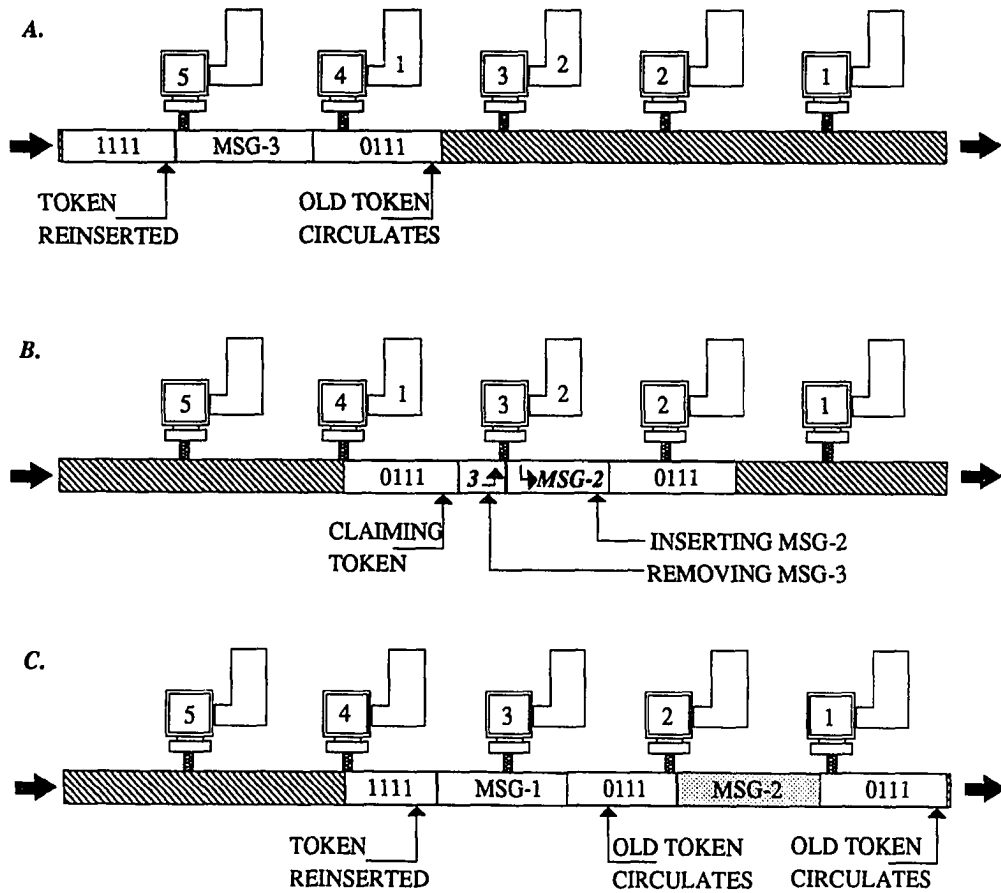 A.
5 4 1 3 2 2 1
1111 MSG-3 0111
TOKEN REINSERTED
OLD TOKEN CIRCULATES
B.
5 4 1 3 2 2 1
0111 3 MSG-2 0111
CLAIMING TOKEN
INSERTING MSG-2
REMOVING MSG-3
C.
5 4 3 2 1
1111 MSG-1 0111 MSG-2 0111
TOKEN REINSERTED
OLD TOKEN CIRCULATES
OLD TOKEN CIRCULATES